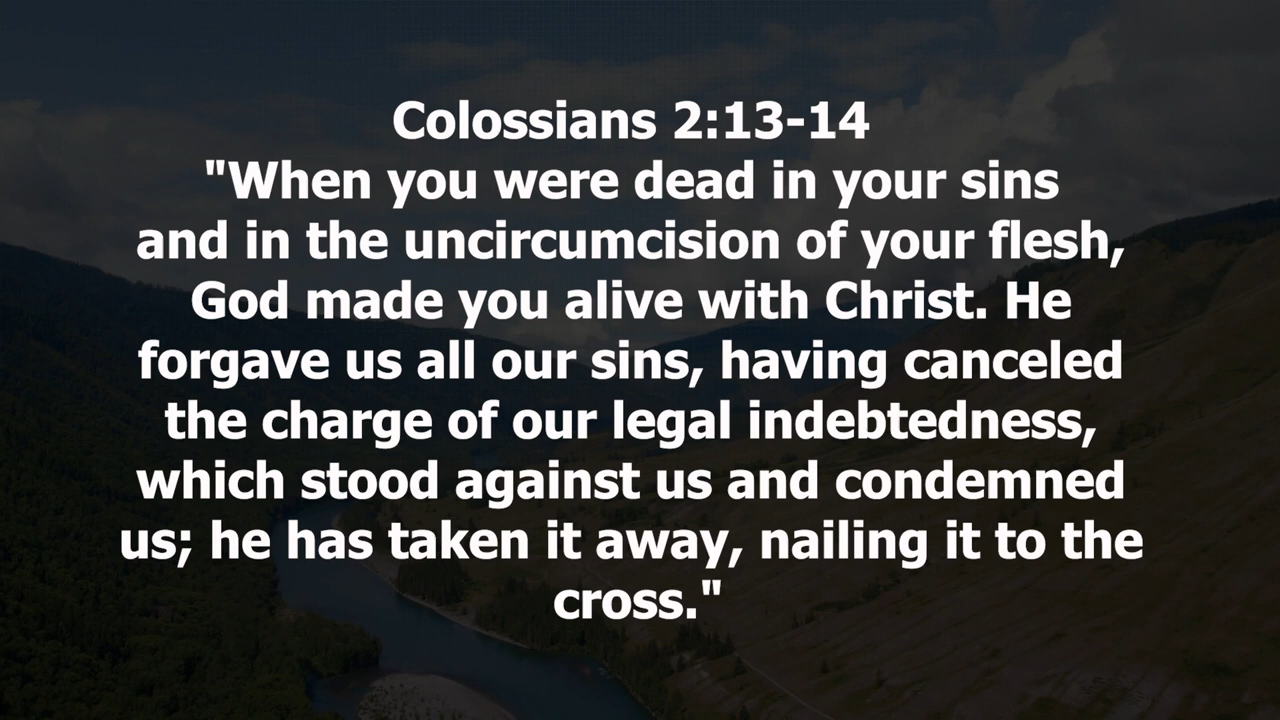 Colossians 2:13-14
"When you were dead in your sins
and in the uncircumcision of your flesh,
God made you alive with Christ. He
forgave us all our sins, having canceled
the charge of our legal indebtedness,
which stood against us and condemned
us; he has taken it away, nailing it to the
cross."